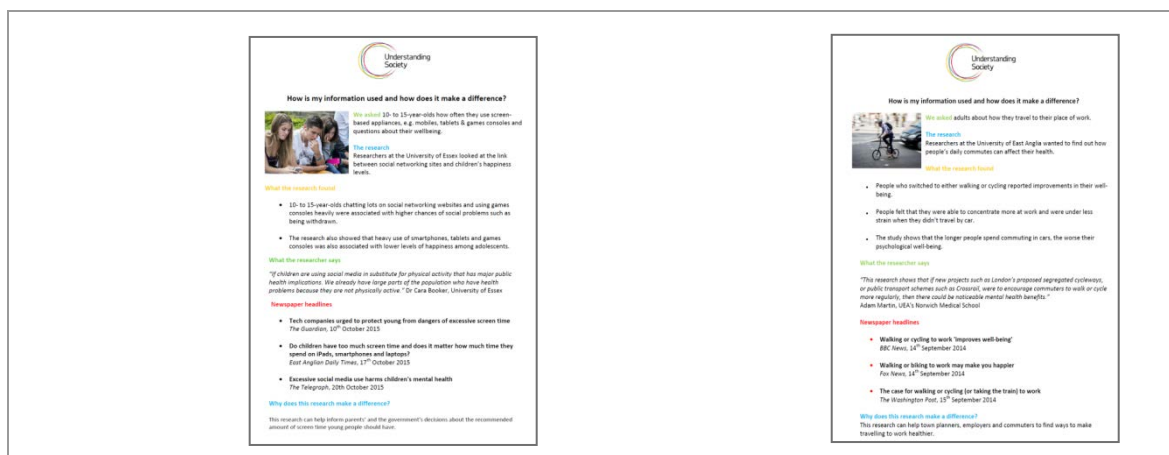 Understanding
Society
How is my information used and how does it make a difference?
We asked 10- to 15-year-olds how often they use screen-
based appliances, e.g. mobiles, tablets & games consoles and
questions about their wellbeing.
The research
Researchers at the University of Essex looked at the link
between social networking sites and children's happiness
levels.
What the research found
• 10- to 15-year-olds chatting lots on social networking websites and using games
consoles heavily were associated with higher chances of social problems such as
being withdrawn.
• The research also showed that heavy use of smartphones, tablets and games
consoles was also associated with lower levels of happiness among adolescents.
What the researcher says
"If children are using social media in substitute for physical activity that has major public
health implications. We already have large parts of the population who have health
problems because they are not physically active." Dr Cara Booker, University of Essex
Newspaper headlines
• Tech companies urged to protect young from dangers of excessive screen time
The Guardian, 10th October 2015
• Do children have too much screen time and does it matter how much time they
spend on iPads, smartphones and laptops?
East Anglian Daily Times, 17th October 2015
• Excessive social media use harms children's mental health
The Telegraph, 20th October 2015
Why does this research make a difference?
This research can help inform parents' and the government's decisions about the recommended
amount of screen time young people should have.
Understanding
Society
How is my information used and how does it make a difference?
We asked adults about how they travel to their place of work.
The research
Researchers at the University of East Anglia wanted to find out how
people's daily commutes can affect their health.
What the research found
• People who switched to either walking or cycling reported improvements in their well-
being.
• People felt that they were able to concentrate more at work and were under less
strain when they didn't travel by car.
• The study shows that the longer people spend commuting in cars, the worse their
psychological well-being.
What the researcher says
"This research shows that if new projects such as London's proposed segregated cycleways,
or public transport schemes such as Crossrail, were to encourage commuters to walk or cycle
more regularly, then there could be noticeable mental health benefits."
Adam Martin, UEA's Norwich Medical School
Newspaper headlines
• Walking or cycling to work 'improves well-being'
BBC News, 14th September 2014
• Walking or biking to work may make you happier
Fox News, 14th September 2014
• The case for walking or cycling (or taking the train) to work
The Washington Post, 15th September 2014
Why does this research make a difference?
This research can help town planners, employers and commuters to find ways to make
travelling to work healthier.